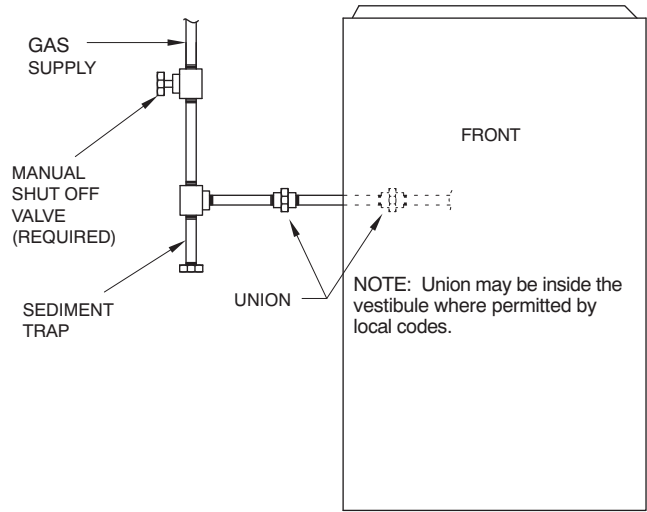 GAS
SUPPLY
FRONT
MANUAL
SHUT OFF
VALVE
(REQUIRED)
SEDIMENT
TRAP
UNION
NOTE: Union may be inside the
vestibule where permitted by
local codes.